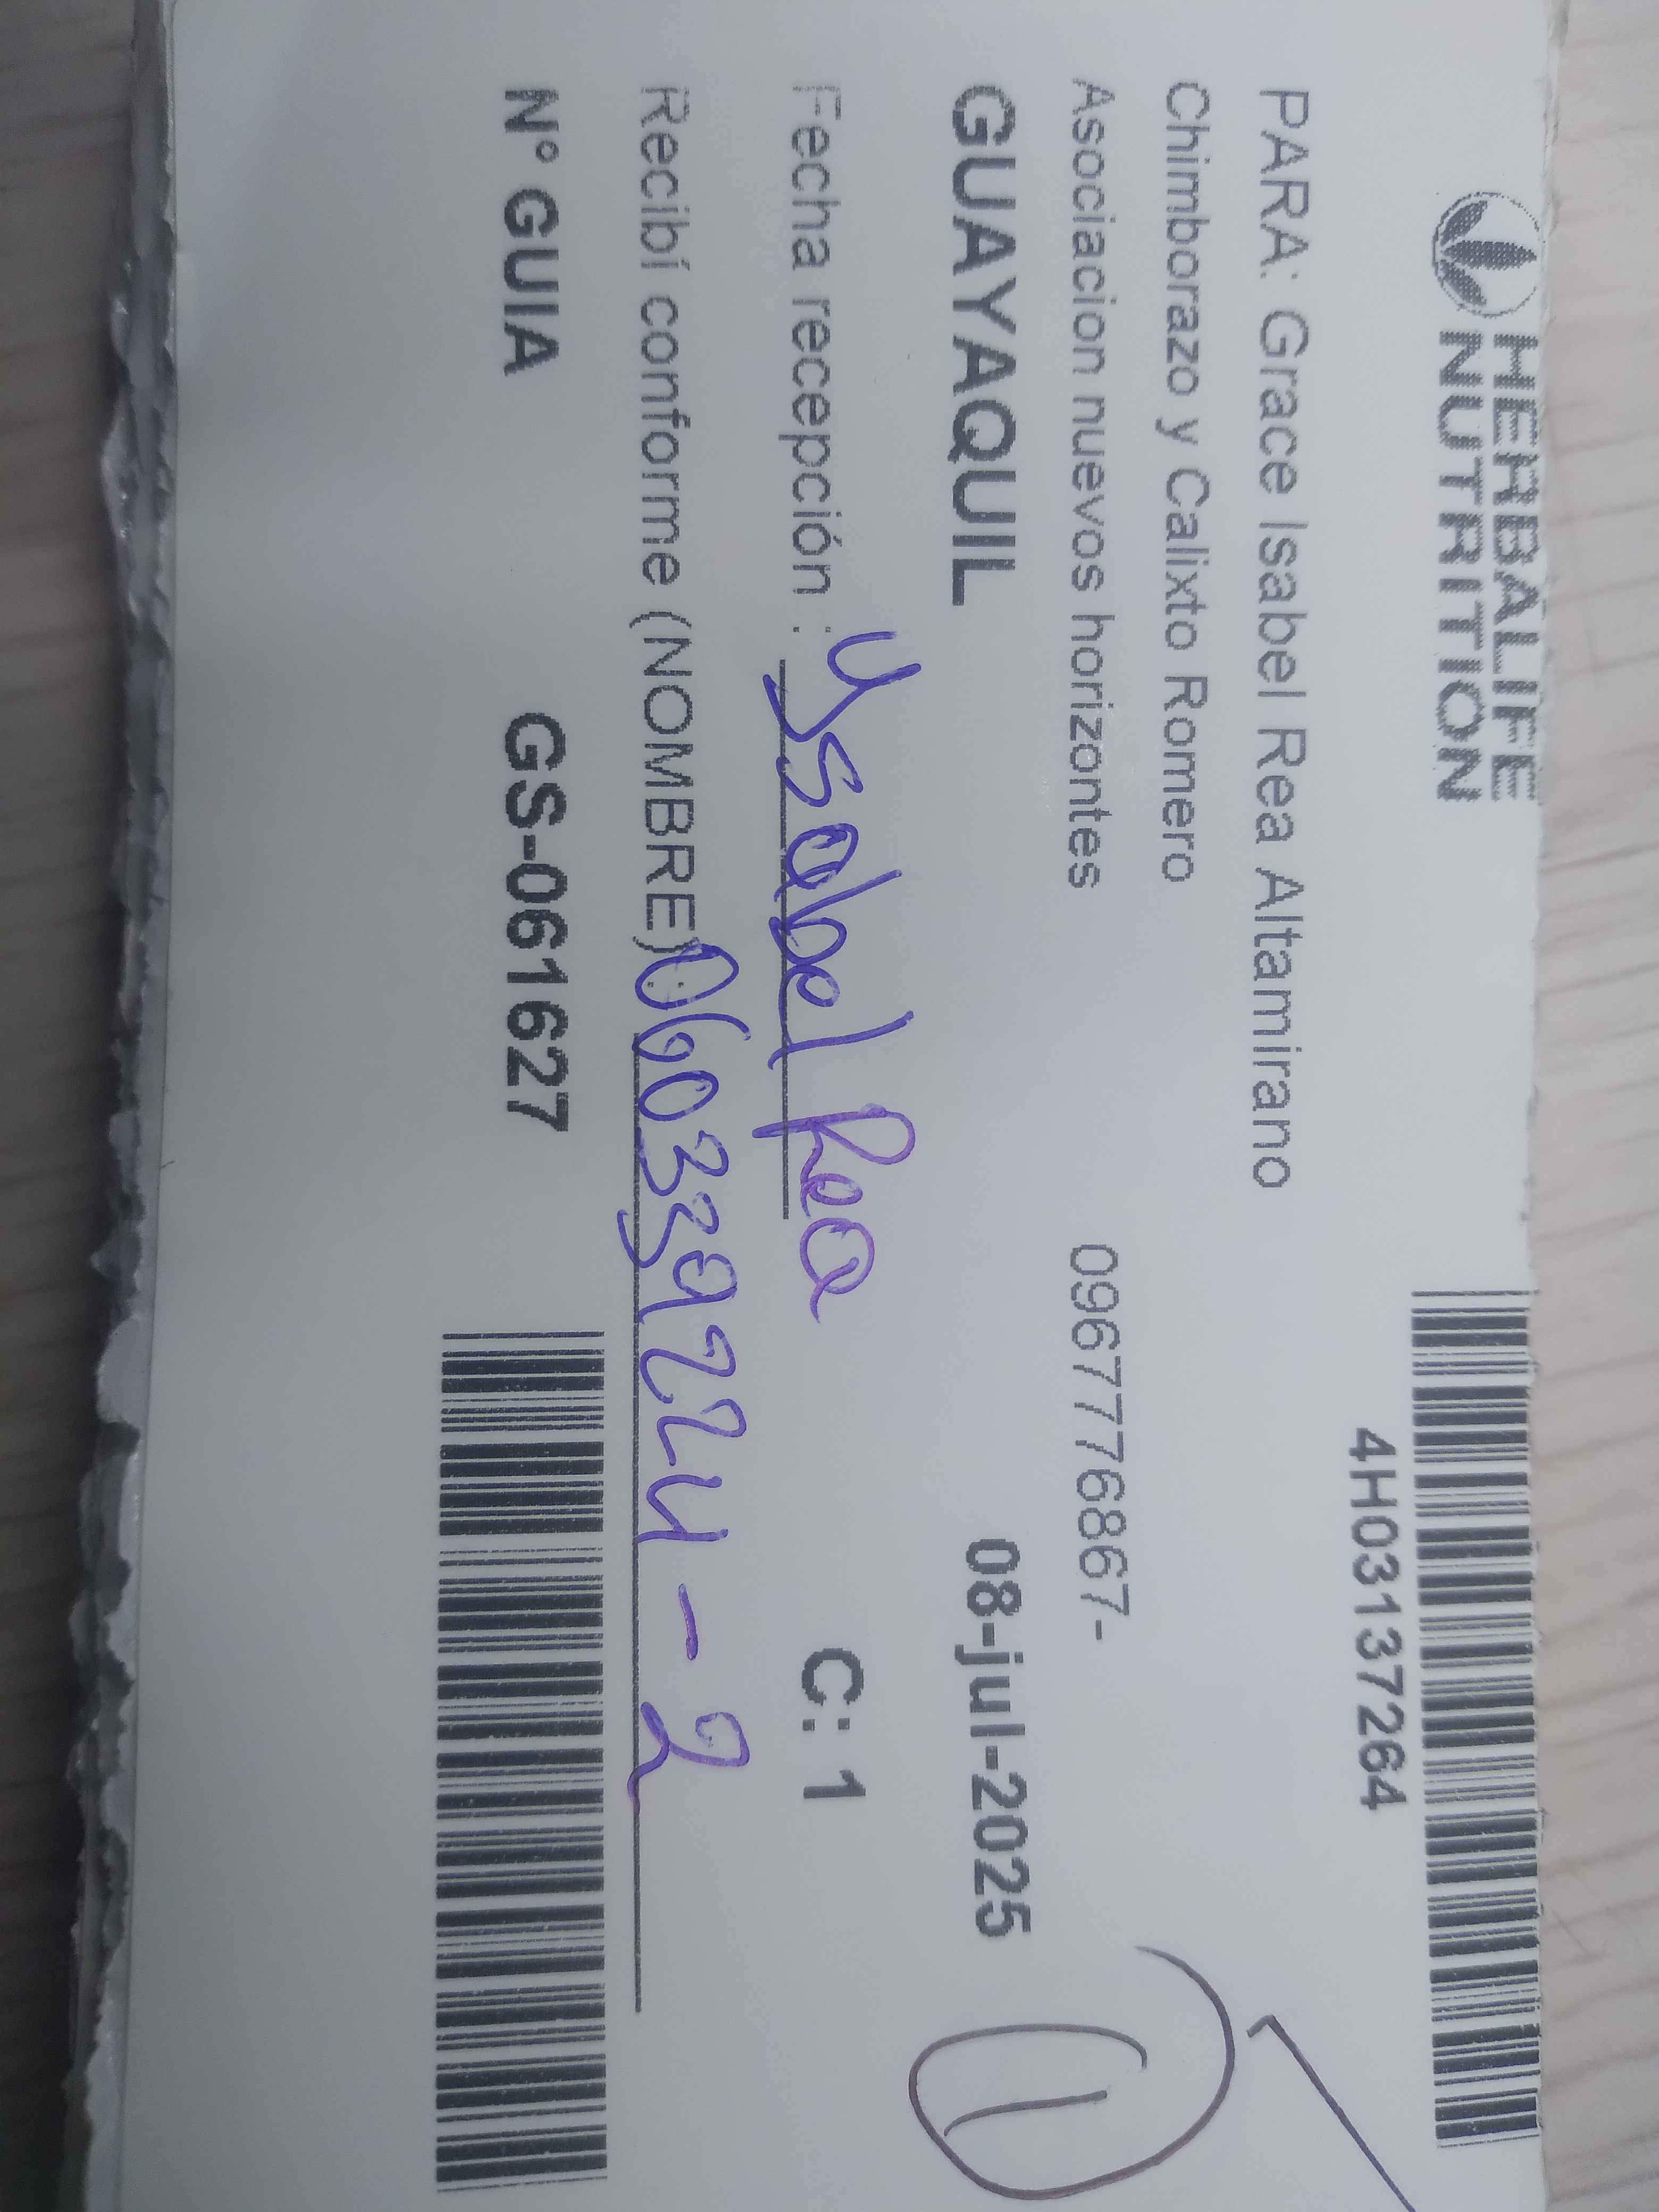 HERBALIFE
NUTRITION
4H03137264
PARA: Grace Isabel Rea Altamirano
Chimborazo y Calixto Romero
Asociacion nuevos horizontes 0967776867-
GUAYAQUIL 08-jul-2025
Fecha recepción : Ysabel Rea C: 1
Recibí conforme (NOMBRE): 060339224-2
N° GUIA GS-061627